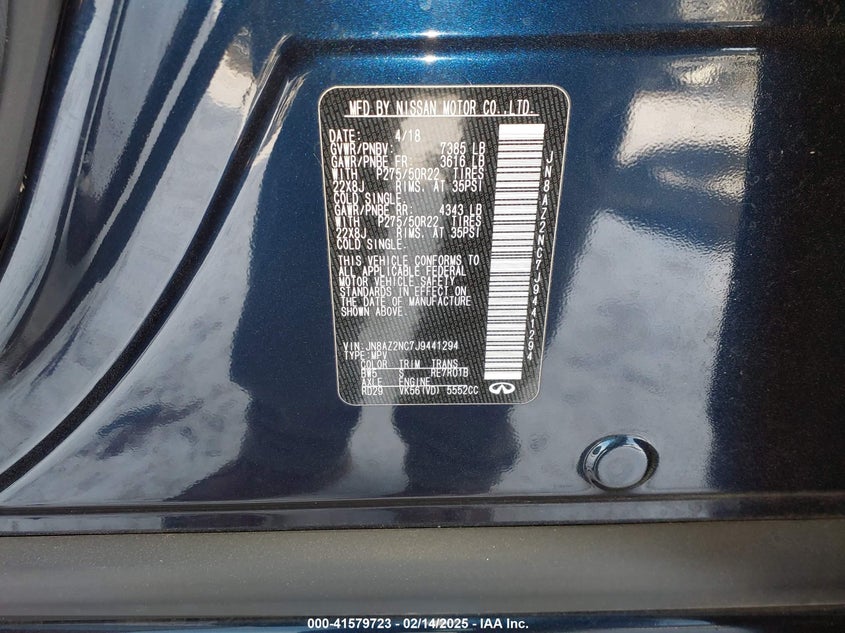 MFD BY NISSAN MOTOR CO.,LTD.
DATE: 4/18
GVWR/PNBV: 7385 LB
GAWR/PNBE FR: 3616 LB
WITH P275/50R22 TIRES
22X8J RIMS. AT 35PSI
COLD SINGLE.
GAWR/PNBE RR: 4343 LB
WITH P275/50R22 TIRES
22X8J RIMS. AT 35PSI
COLD SINGLE.
THIS VEHICLE CONFORMS TO
ALL APPLICABLE FEDERAL
MOTOR VEHICLE SAFETY
STANDARDS IN EFFECT ON
THE DATE OF MANUFACTURE
SHOWN ABOVE.
VIN: JN8AZ2NC7J9441294
TYPE: MPV
COLOR TRIM TRANS
BW5 S RE7R01B
AXLE ENGINE
RD29 VK56(VD) 5552CC
JN8AZ2NC7J9441294
000-41579723 - 02/14/2025 - IAA Inc.